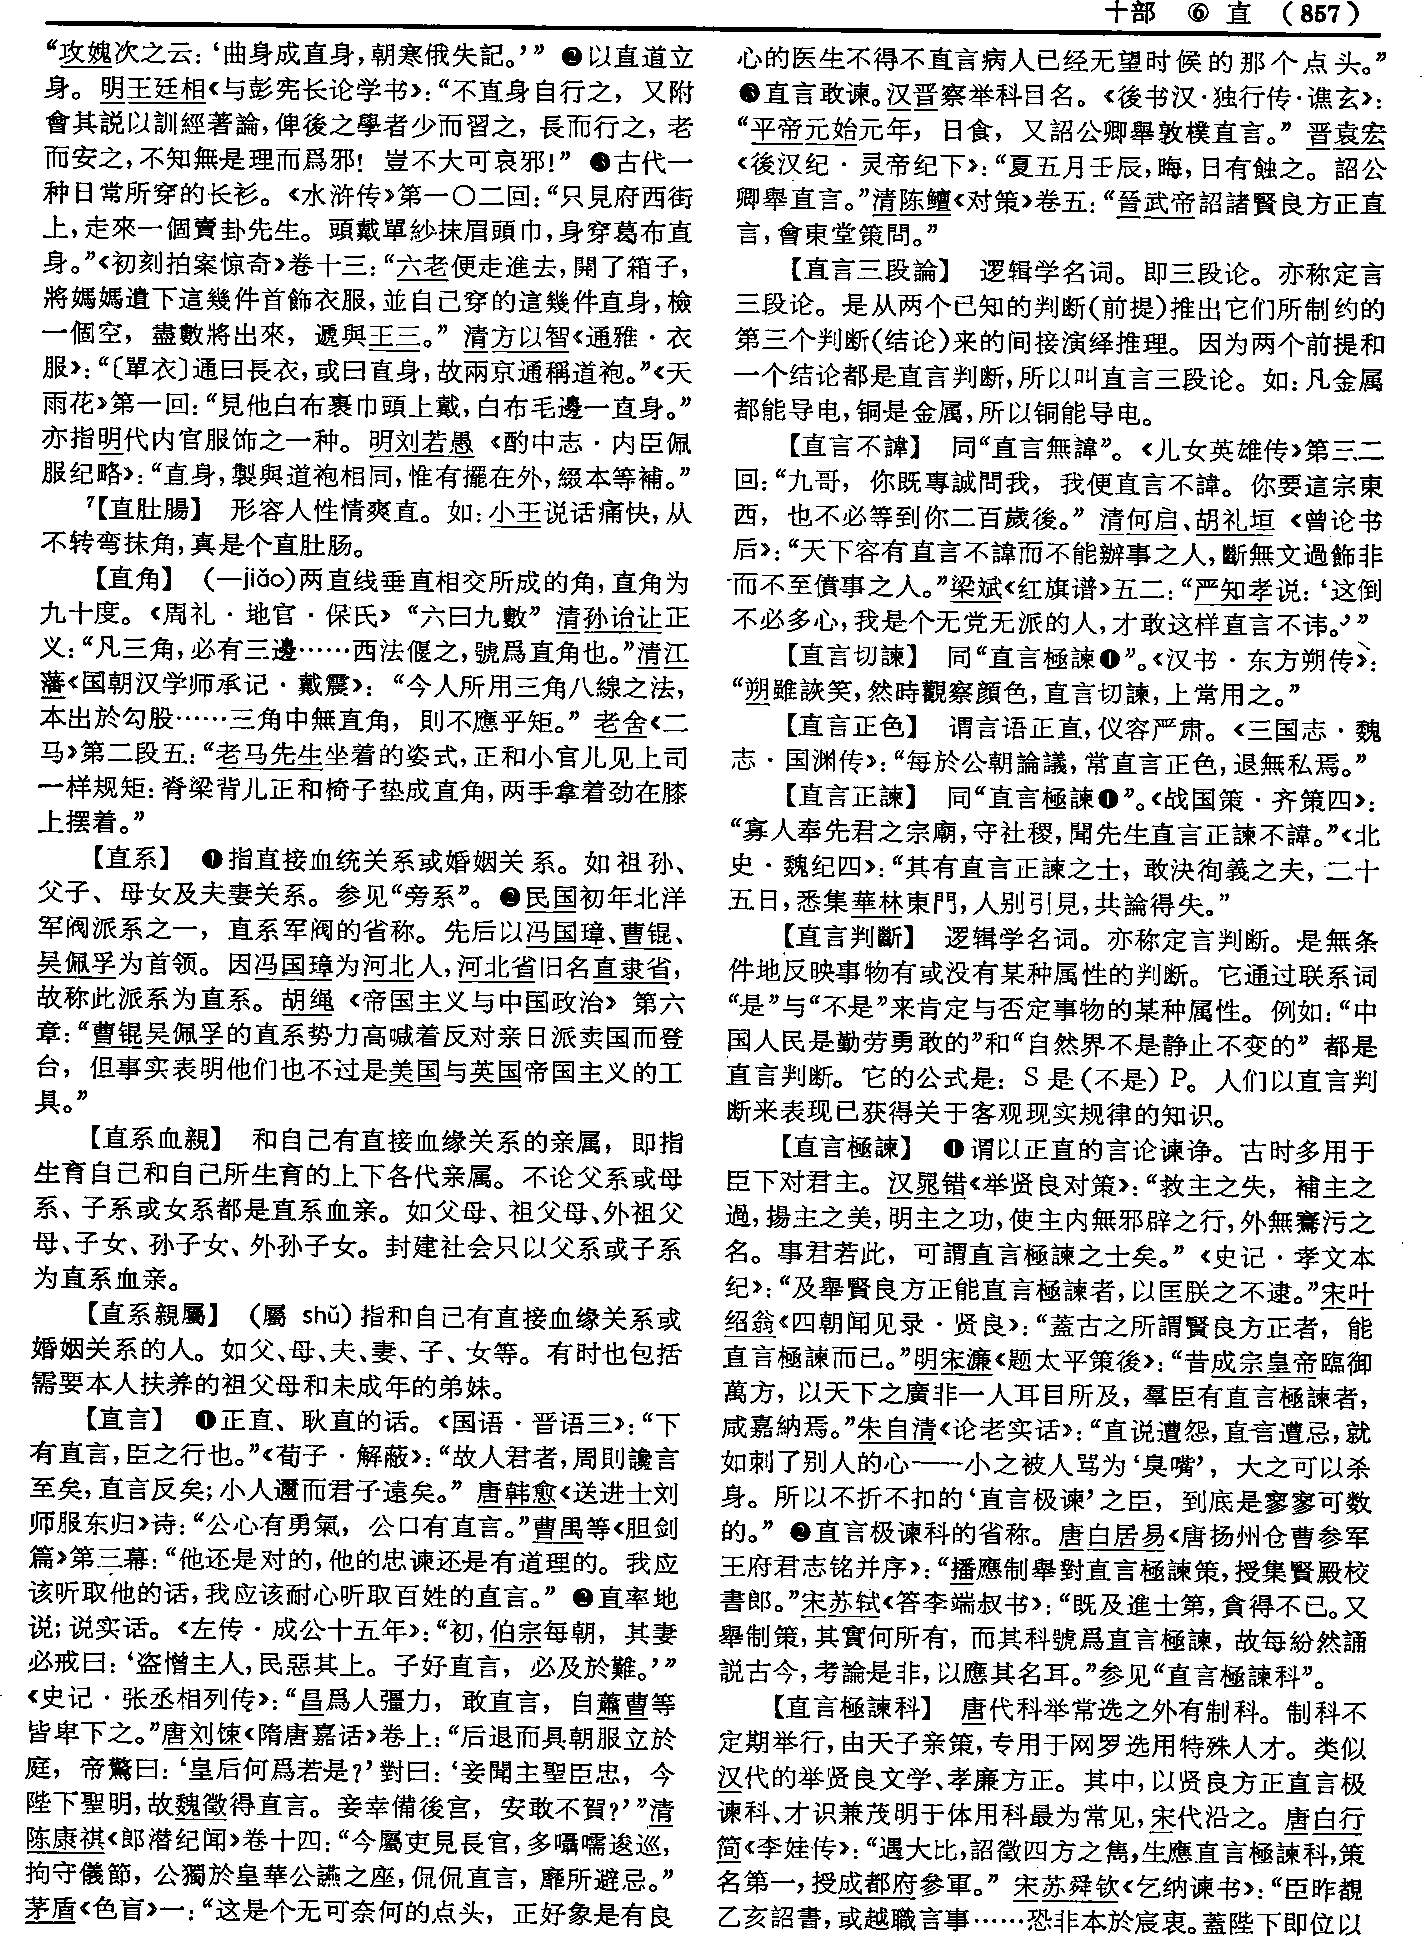 十部 ⑥ 直 （857）
“攻媿次之云：‘曲身成直身，朝寒俄失記。’” ❷以直道立
身。明王廷相《与彭宪长论学书》：“不直身自行之，又附
會其説以訓經著論，俾後之學者少而習之，長而行之，老
而安之，不知無是理而爲邪！豈不大可哀邪！” ❸古代一
种日常所穿的长衫。《水浒传》第一〇二回：“只見府西街
上，走來一個賣卦先生。頭戴單紗抹眉頭巾，身穿葛布直
身。”《初刻拍案惊奇》卷十三：“六老便走進去，開了箱子，
將媽媽遺下這幾件首飾衣服，並自己穿的這幾件直身，檢
一個空，盡數將出來，遞與王三。” 清方以智《通雅·衣
服》：“〔單衣〕通曰長衣，或曰直身，故兩京通稱道袍。”《天
雨花》第一回：“見他白布裹巾頭上戴，白布毛邊一直身。”
亦指明代内官服饰之一种。明刘若愚《酌中志·内臣佩
服纪略》：“直身，製與道袍相同，惟有擺在外，綴本等補。”
7【直肚腸】 形容人性情爽直。如：小王说话痛快，从
不转弯抹角，真是个直肚肠。
【直角】 （—jiǎo）两直线垂直相交所成的角，直角为
九十度。《周礼·地官·保氏》“六曰九數”清孙诒让正
义：“凡三角，必有三邊……西法偃之，號爲直角也。”清江
藩《国朝汉学师承记·戴震》：“今人所用三角八線之法，
本出於勾股……三角中無直角，則不應乎矩。” 老舍《二
马》第二段五：“老马先生坐着的姿式，正和小官儿见上司
一样规矩：脊梁背儿正和椅子垫成直角，两手拿着劲在膝
上摆着。”
【直系】 ❶指直接血统关系或婚姻关系。如祖孙、
父子、母女及夫妻关系。参见“旁系”。❷民国初年北洋
军阀派系之一，直系军阀的省称。先后以冯国璋、曹锟、
吴佩孚为首领。因冯国璋为河北人，河北省旧名直隶省，
故称此派系为直系。胡绳《帝国主义与中国政治》第六
章：“曹锟吴佩孚的直系势力高喊着反对亲日派卖国而登
台，但事实表明他们也不过是美国与英国帝国主义的工
具。”
【直系血親】 和自己有直接血缘关系的亲属，即指
生育自己和自己所生育的上下各代亲属。不论父系或母
系、子系或女系都是直系血亲。如父母、祖父母、外祖父
母、子女、孙子女、外孙子女。封建社会只以父系或子系
为直系血亲。
【直系親屬】 （屬 shǔ）指和自己有直接血缘关系或
婚姻关系的人。如父、母、夫、妻、子、女等。有时也包括
需要本人扶养的祖父母和未成年的弟妹。
【直言】 ❶正直、耿直的话。《国语·晋语三》：“下
有直言，臣之行也。”《荀子·解蔽》：“故人君者，周則讒言
至矣，直言反矣；小人邇而君子遠矣。” 唐韩愈《送进士刘
师服东归》诗：“公心有勇氣，公口有直言。”曹禺等《胆剑
篇》第三幕：“他还是对的，他的忠谏还是有道理的。我应
该听取他的话，我应该耐心听取百姓的直言。” ❷直率地
说；说实话。《左传·成公十五年》：“初，伯宗每朝，其妻
必戒曰：‘盗憎主人，民惡其上。子好直言，必及於難。’”
《史记·张丞相列传》：“昌爲人彊力，敢直言，自蕭曹等
皆卑下之。”唐刘𫗧《隋唐嘉话》卷上：“后退而具朝服立於
庭，帝驚曰：‘皇后何爲若是？’對曰：‘妾聞主聖臣忠，今
陛下聖明，故魏徵得直言。妾幸備後宫，安敢不賀？’”清
陈康祺《郎潜纪闻》卷十四：“今屬吏見長官，多囁嚅逡巡，
拘守儀節，公獨於皇華公讌之座，侃侃直言，靡所避忌。”
茅盾《色盲》一：“这是个无可奈何的点头，正好象是有良
心的医生不得不直言病人已经无望时候的那个点头。”
❸直言敢谏。汉晋察举科目名。《後书汉·独行传·谯玄》：
“平帝元始元年，日食，又詔公卿舉敦樸直言。” 晋袁宏
《後汉纪·灵帝纪下》：“夏五月壬辰，晦，日有蝕之。詔公
卿舉直言。”清陈鳣《对策》卷五：“晉武帝詔諸賢良方正直
言，會東堂策問。”
【直言三段論】 逻辑学名词。即三段论。亦称定言
三段论。是从两个已知的判断（前提）推出它们所制约的
第三个判断（结论）来的间接演绎推理。因为两个前提和
一个结论都是直言判断，所以叫直言三段论。如：凡金属
都能导电，铜是金属，所以铜能导电。
【直言不諱】 同“直言無諱”。《儿女英雄传》第三二
回：“九哥，你既專誠問我，我便直言不諱。你要這宗東
西，也不必等到你二百歲後。” 清何启、胡礼垣《曾论书
后》：“天下容有直言不諱而不能辦事之人，斷無文過飾非
而不至僨事之人。”梁斌《红旗谱》五二：“严知孝说：‘这倒
不必多心，我是个无党无派的人，才敢这样直言不讳。’”
【直言切諫】 同“直言極諫❶”。《汉书·东方朔传》：
“朔雖詼笑，然時觀察顔色，直言切諫，上常用之。”
【直言正色】 谓言语正直，仪容严肃。《三国志·魏
志·国渊传》：“每於公朝論議，常直言正色，退無私焉。”
【直言正諫】 同“直言極諫❶”。《战国策·齐策四》：
“寡人奉先君之宗廟，守社稷，聞先生直言正諫不諱。”《北
史·魏纪四》：“其有直言正諫之士，敢決徇義之夫，二十
五日，悉集華林東門，人别引見，共論得失。”
【直言判斷】 逻辑学名词。亦称定言判断。是無条
件地反映事物有或没有某种属性的判断。它通过联系词
“是”与“不是”来肯定与否定事物的某种属性。例如：“中
国人民是勤劳勇敢的”和“自然界不是静止不变的”都是
直言判断。它的公式是：S 是（不是）P。人们以直言判
断来表现已获得关于客观现实规律的知识。
【直言極諫】 ❶谓以正直的言论谏诤。古时多用于
臣下对君主。汉晁错《举贤良对策》：“救主之失，補主之
過，揚主之美，明主之功，使主内無邪辟之行，外無騫污之
名。事君若此，可謂直言極諫之士矣。”《史记·孝文本
纪》：“及舉賢良方正能直言極諫者，以匡朕之不逮。”宋叶
绍翁《四朝闻见录·贤良》：“蓋古之所謂賢良方正者，能
直言極諫而已。”明宋濂《题太平策後》：“昔成宗皇帝臨御
萬方，以天下之廣非一人耳目所及，羣臣有直言極諫者，
咸嘉納焉。”朱自清《论老实话》：“直说遭怨，直言遭忌，就
如刺了别人的心——小之被人骂为‘臭嘴’，大之可以杀
身。所以不折不扣的‘直言极谏’之臣，到底是寥寥可数
的。” ❷直言极谏科的省称。唐白居易《唐扬州仓曹参军
王府君志铭并序》：“播應制舉對直言極諫策，授集賢殿校
書郎。”宋苏轼《答李端叔书》：“既及進士第，貪得不已。又
舉制策，其實何所有，而其科號爲直言極諫，故每紛然誦
説古今，考論是非，以應其名耳。”参见“直言極諫科”。
【直言極諫科】 唐代科举常选之外有制科。制科不
定期举行，由天子亲策，专用于网罗选用特殊人才。类似
汉代的举贤良文学、孝廉方正。其中，以贤良方正直言极
谏科、才识兼茂明于体用科最为常见，宋代沿之。唐白行
简《李娃传》：“遇大比，詔徵四方之雋，生應直言極諫科，策
名第一，授成都府參軍。” 宋苏舜钦《乞纳谏书》：“臣昨覩
乙亥詔書，或越職言事……恐非本於宸衷。蓋陛下即位以